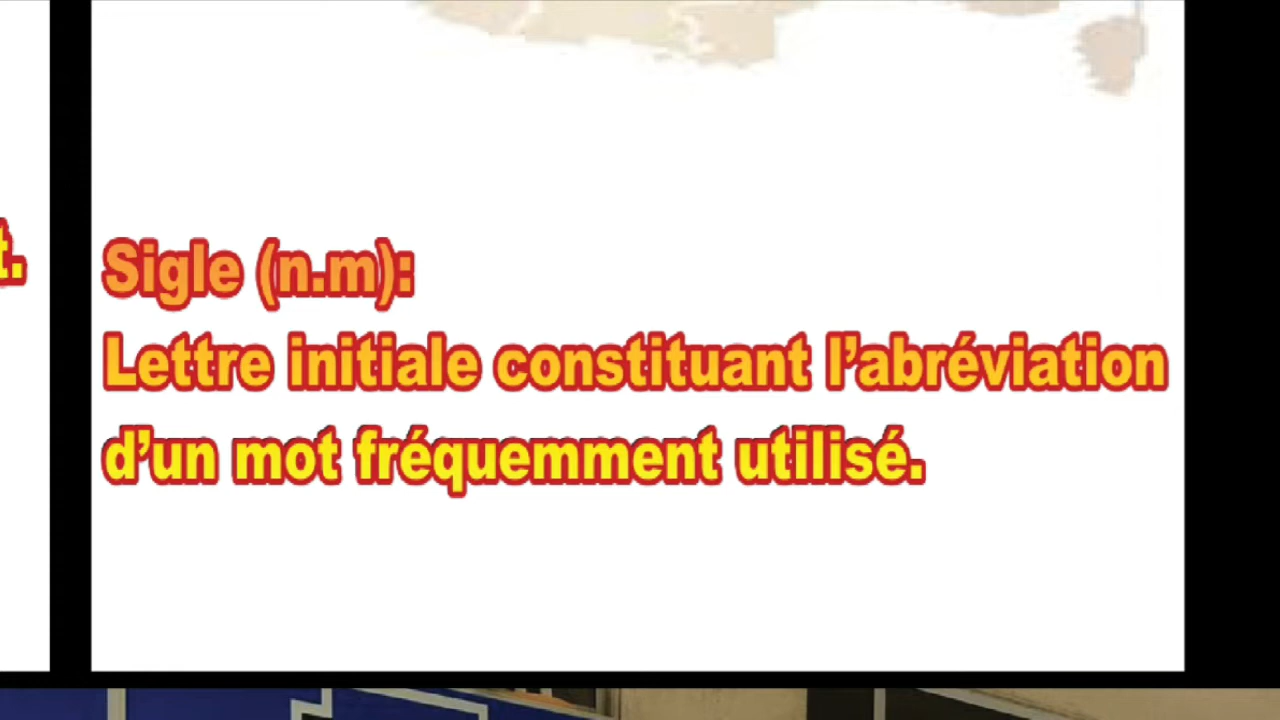 t.
Sigle (n.m):
Lettre initiale constituant l’abréviation
d’un mot fréquemment utilisé.